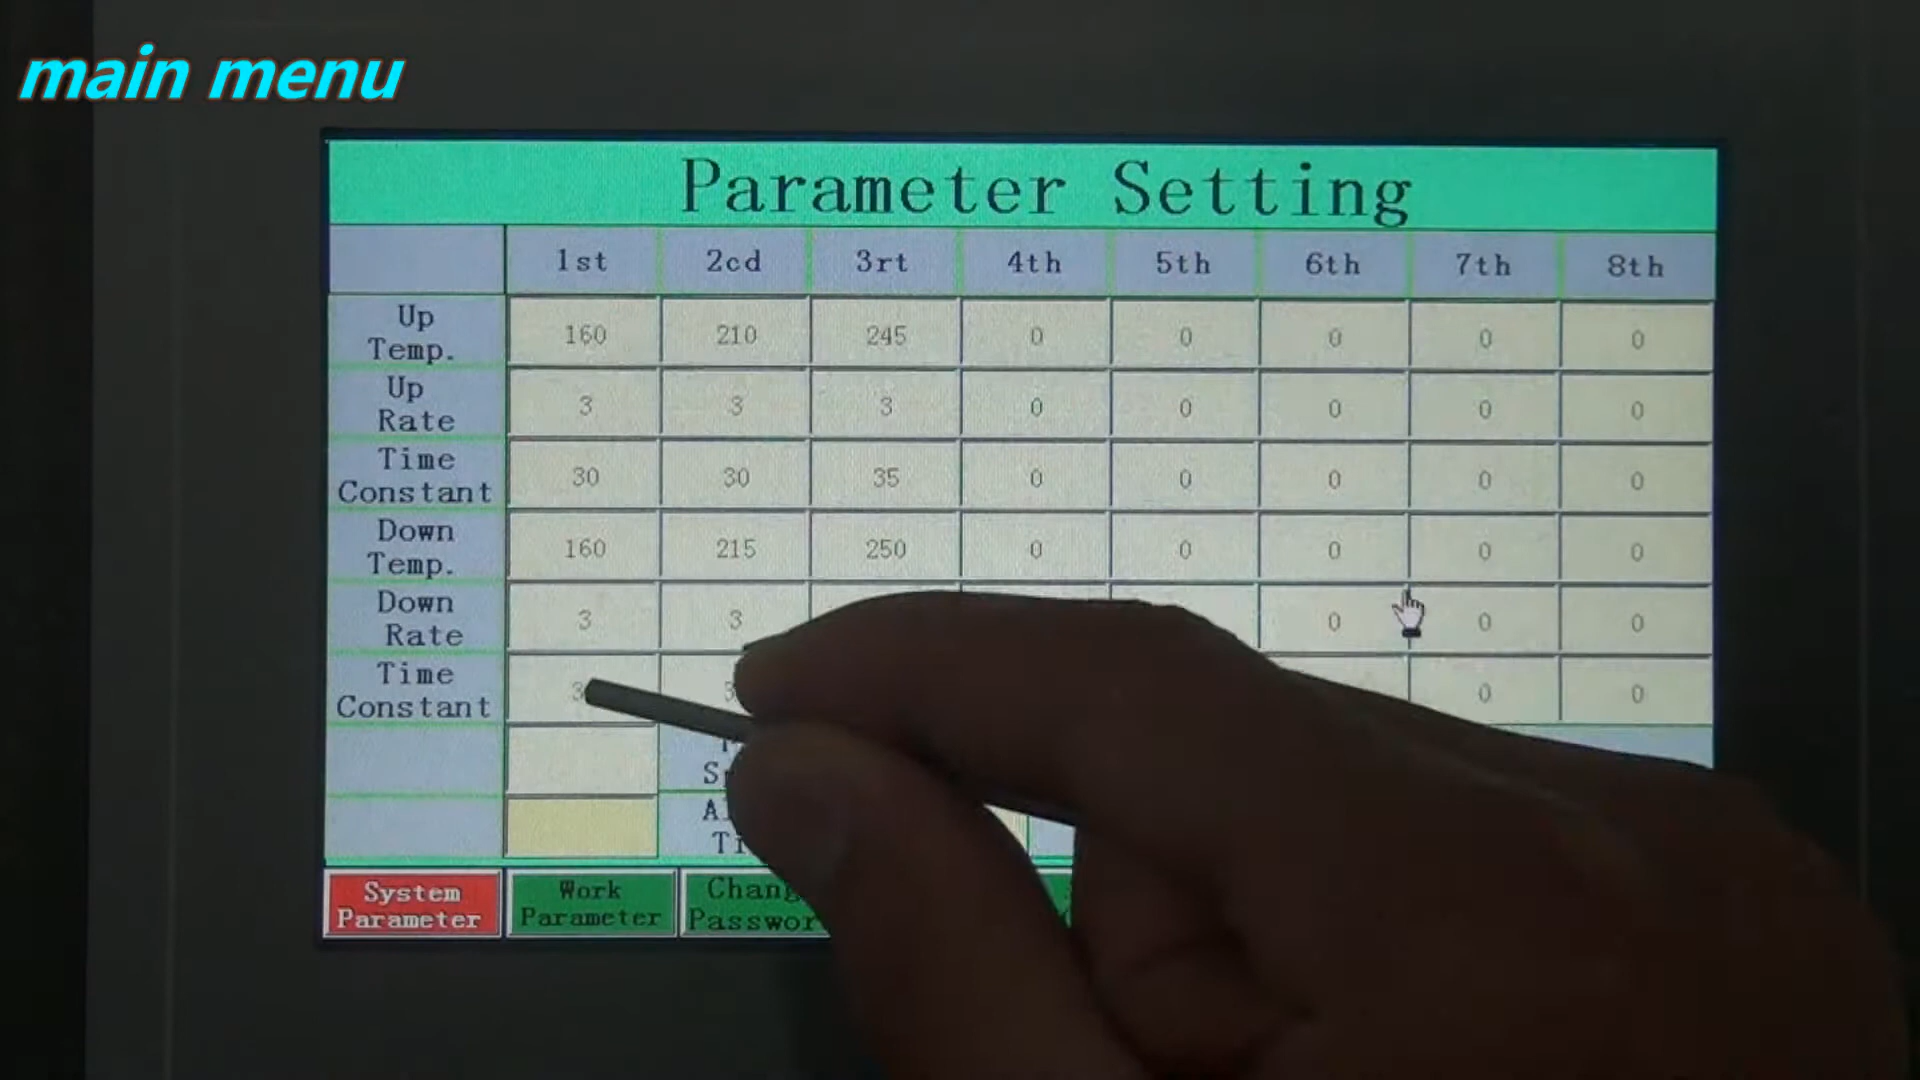 main menu
Parameter Setting
1st 2cd 3rt 4th 5th 6th 7th 8th
Up
Temp. 160 210 245 0 0 0 0 0
Up
Rate 3 3 3 0 0 0 0 0
Time
Constant 30 30 35 0 0 0 0 0
Down
Temp. 160 215 250 0 0 0 0 0
Down
Rate 3 3 0 0 0
Time
Constant 0 0
System
Parameter
Work
Parameter